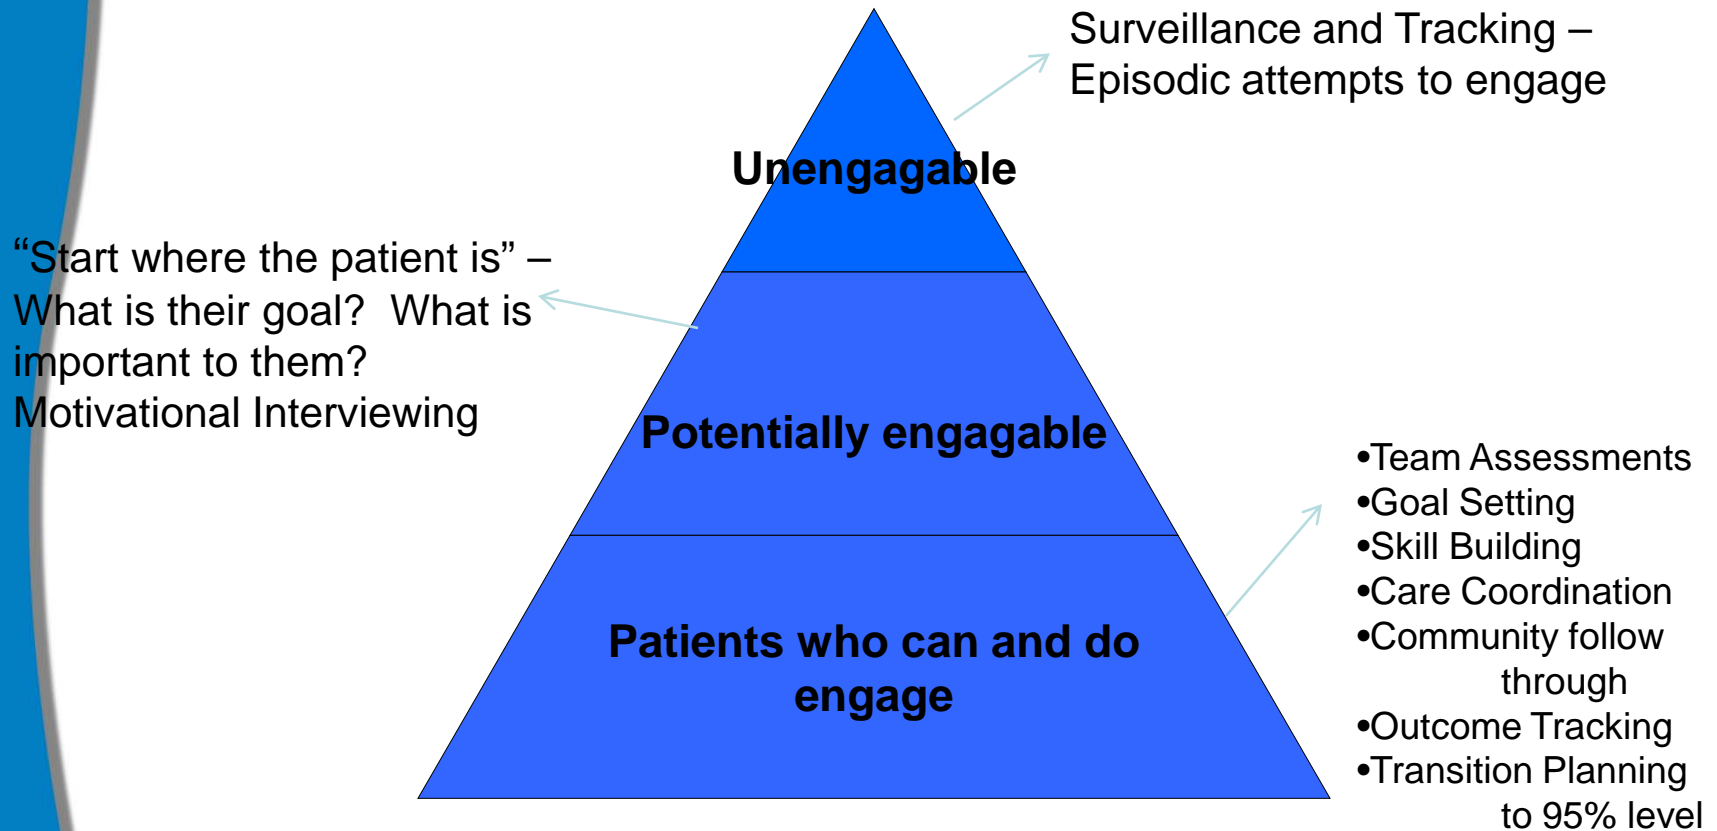 Surveillance and Tracking –
Episodic attempts to engage
Unengagable
“Start where the patient is” –
What is their goal?  What is
important to them?
Motivational Interviewing
Potentially engagable
•Team Assessments
•Goal Setting
•Skill Building
•Care Coordination
•Community follow
through
•Outcome Tracking
•Transition Planning
to 95% level
Patients who can and do
engage